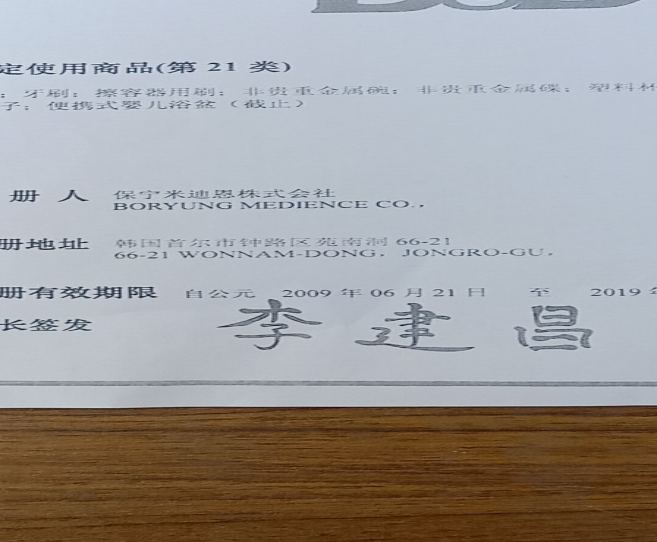 定使用商品(第 21 类)
；牙刷；擦容器用刷；非贵重金属碗；非贵重金属碟；塑料杯
子；便携式婴儿浴盆（截止）
册 人 保宁米迪恩株式会社
BORYUNG MEDIENCE CO.,
册地址 韩国首尔市钟路区苑南洞 66-21
66-21 WONNAM-DONG, JONGRO-GU,
册有效期限 自公元 2009 年 06 月 21 日 至 2019 年
长签发 李建昌